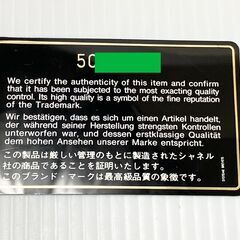 50
We certify the authenticity of this item and confirm
that it has been subjected to the most exacting quality
control. Its high quality is a symbol of the fine reputation
of the Trademark.
Wir bestätigen, dass es sich um einen Artikel handelt,
der während seiner Herstellung strengsten Kontrollen
unterworfen war, und dessen erstklassige Qualität
dem hohen Ansehen unserer Marke entspricht.
この製品は厳しい管理のもとに製造されたシャネル
社の商品であることを証明いたします。
このブランド・マークは最高級品質の象徴です。